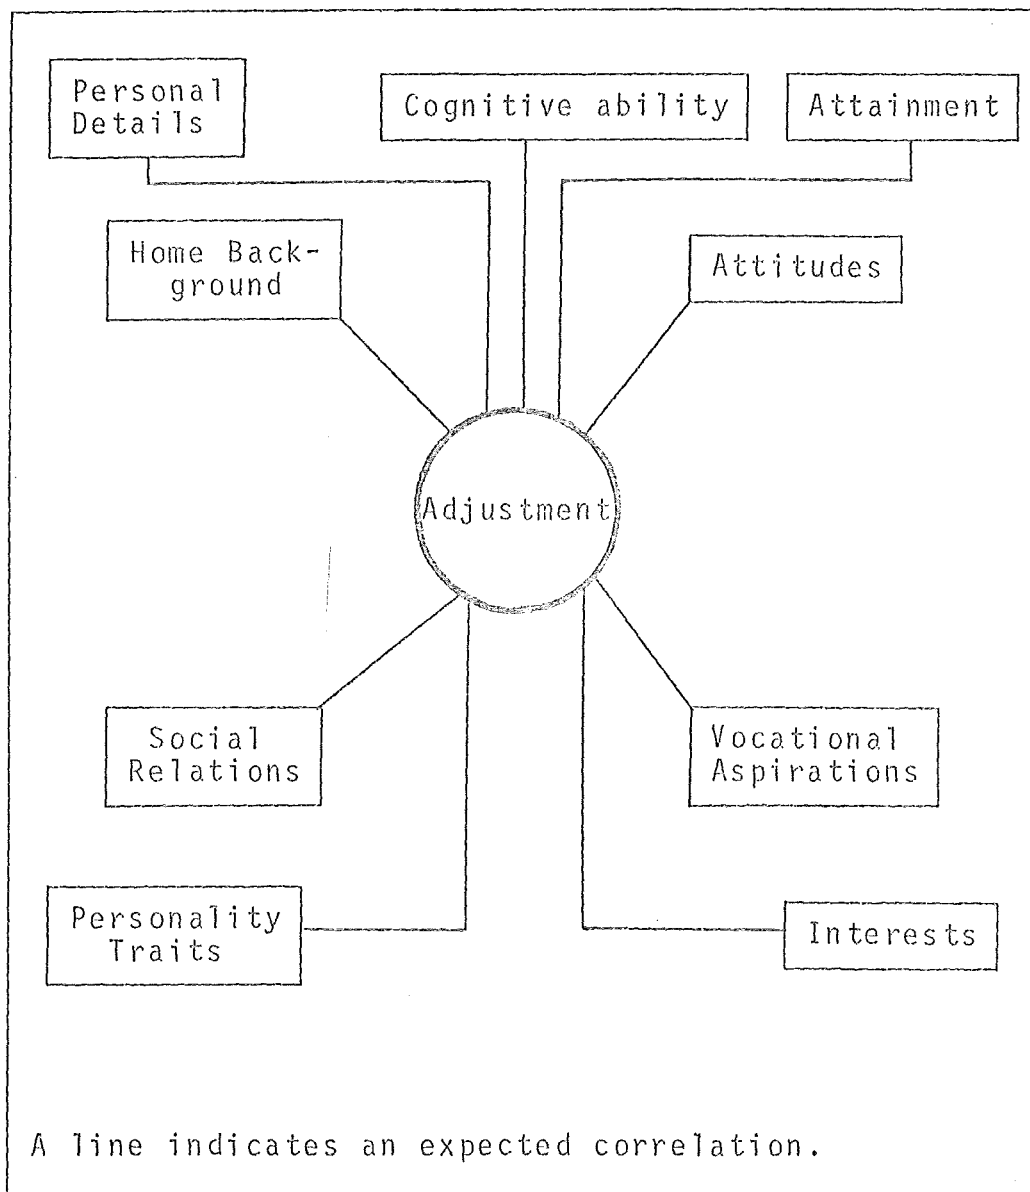 Personal
Details
Cognitive ability
Attainment
Home Back-
ground
Attitudes
Adjustment
Social
Relations
Vocational
Aspirations
Personality
Traits
Interests
A line indicates an expected correlation.